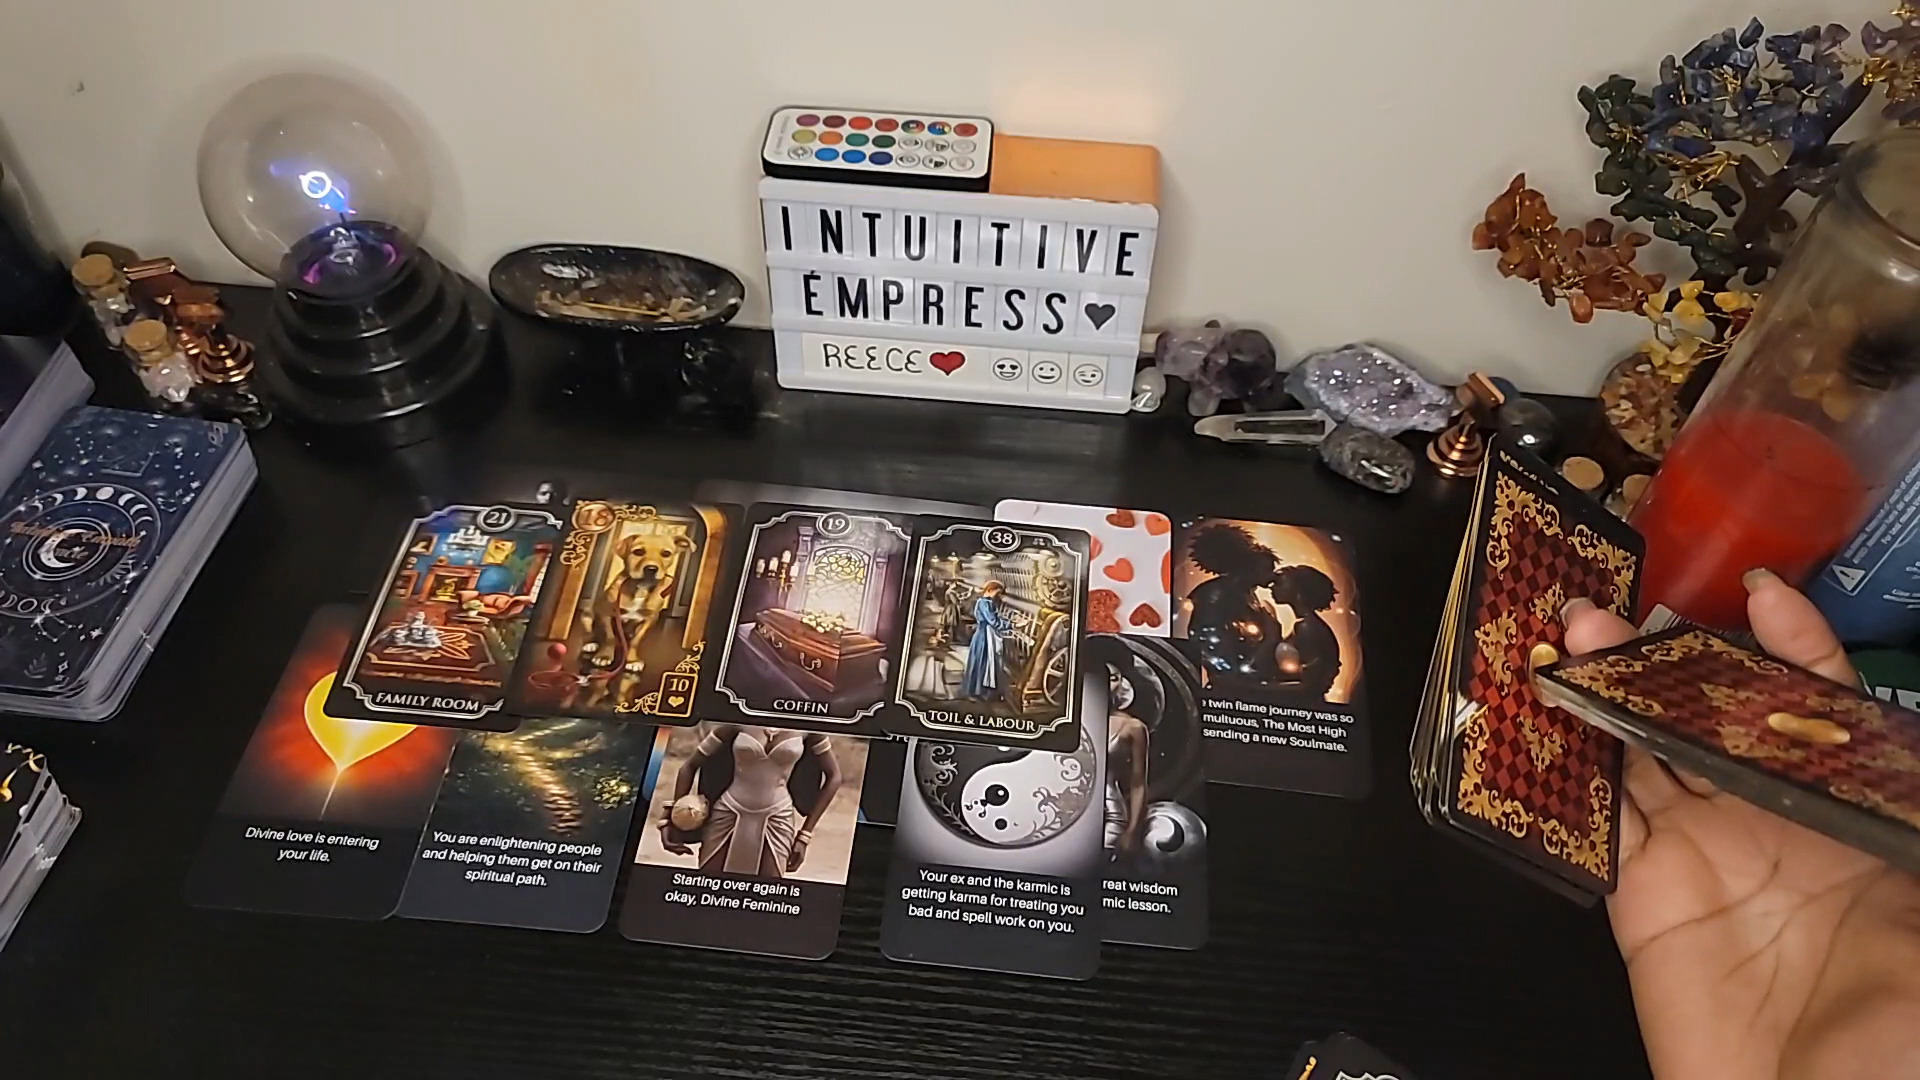 INTUITIVE
ÉMPRESS♥
REECE♥
21
FAMILY ROOM
18
10
19
COFFIN
38
TOIL & LABOUR
twin flame journey was so
multuous, The Most High
sending a new Soulmate.
Divine love is entering
your life.
You are enlightening people
and helping them get on their
spiritual path.
Starting over again is
okay, Divine Feminine
Your ex and the karmic is
getting karma for treating you
bad and spell work on you.
reat wisdom
mic lesson.